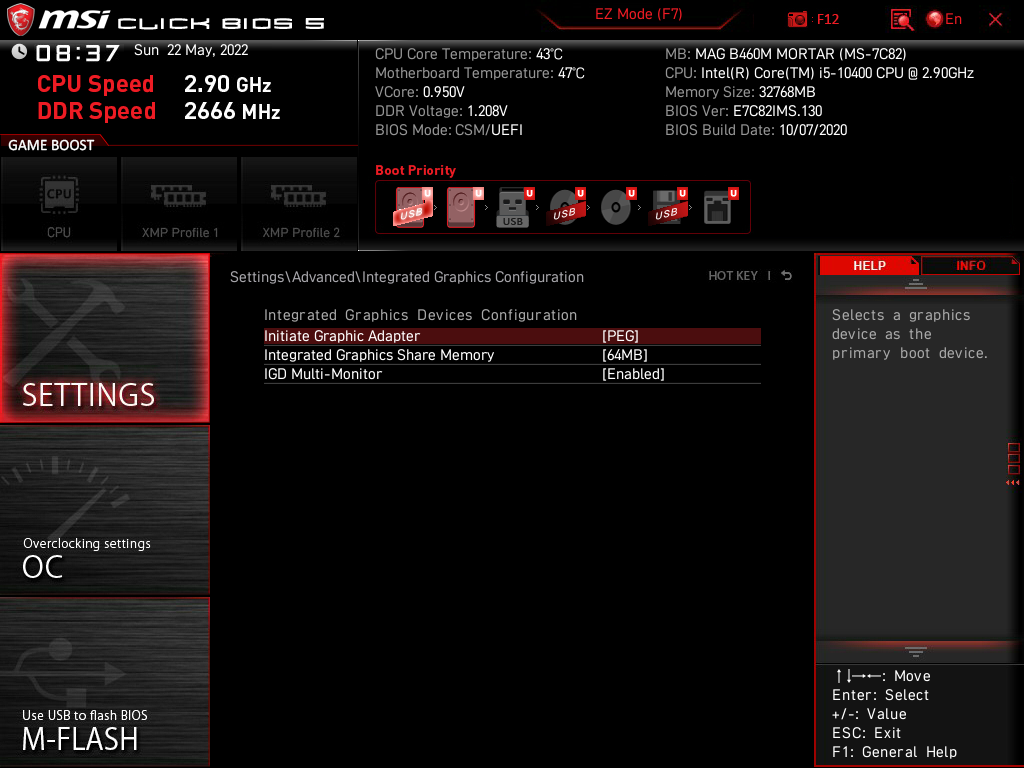 msi CLICK BIOS 5
EZ Mode (F7)
: F12
En
08:37 Sun 22 May, 2022
CPU Speed 2.90 GHz
DDR Speed 2666 MHz
CPU Core Temperature: 43°C
Motherboard Temperature: 47°C
VCore: 0.950V
DDR Voltage: 1.208V
BIOS Mode: CSM/UEFI
MB: MAG B460M MORTAR (MS-7C82)
CPU: Intel(R) Core(TM) i5-10400 CPU @ 2.90GHz
Memory Size: 32768MB
BIOS Ver: E7C82IMS.130
BIOS Build Date: 10/07/2020
GAME BOOST
CPU
CPU
XMP Profile 1
XMP Profile 2
Boot Priority
U U U U U U U
USB USB USB USB
SETTINGS
Overclocking settings
OC
Use USB to flash BIOS
M-FLASH
Settings\Advanced\Integrated Graphics Configuration
HOT KEY |
Integrated Graphics Devices Configuration
Initiate Graphic Adapter [PEG]
Integrated Graphics Share Memory [64MB]
IGD Multi-Monitor [Enabled]
HELP INFO
Selects a graphics
device as the
primary boot device.
↑↓→←: Move
Enter: Select
+/-: Value
ESC: Exit
F1: General Help